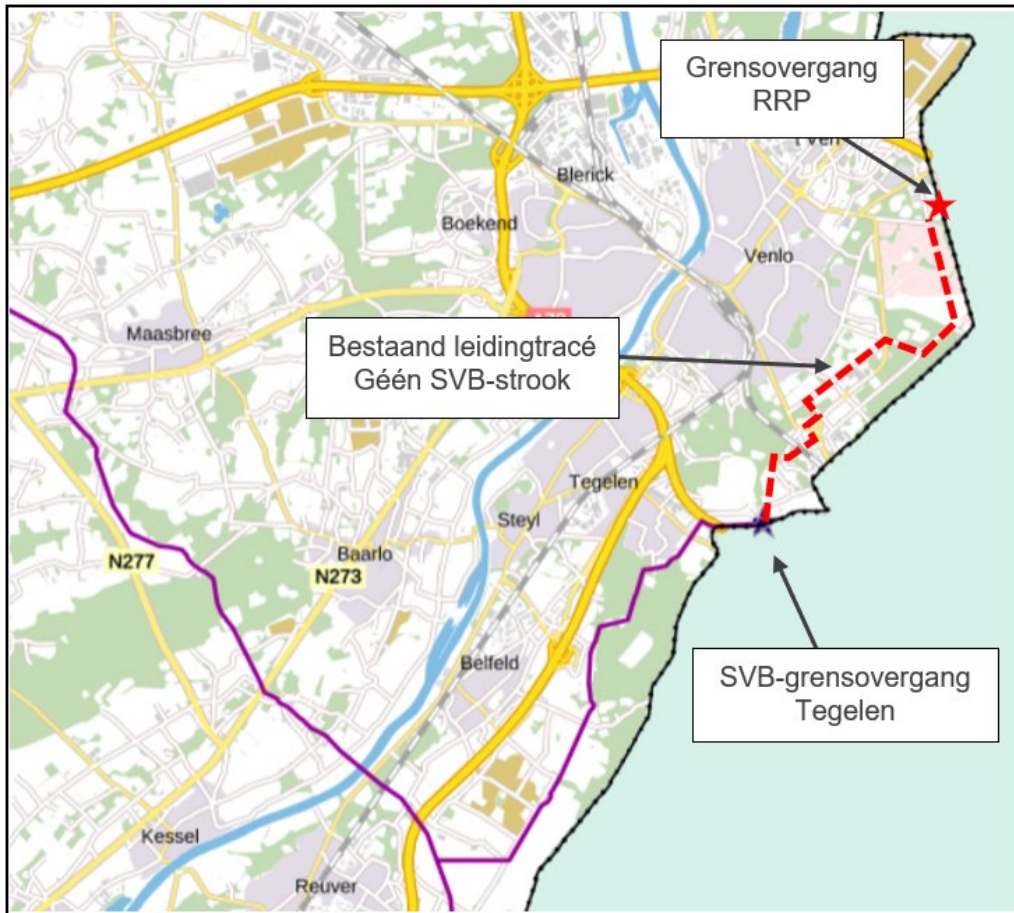 Grensovergang
RRP
Blerick
Boekend
Venlo
Maasbree
Bestaand leidingtracé
Géén SVB-strook
Tegelen
Steyl
Baarlo
N277
N273
Belfeld
SVB-grensovergang
Tegelen
Kessel
Reuver